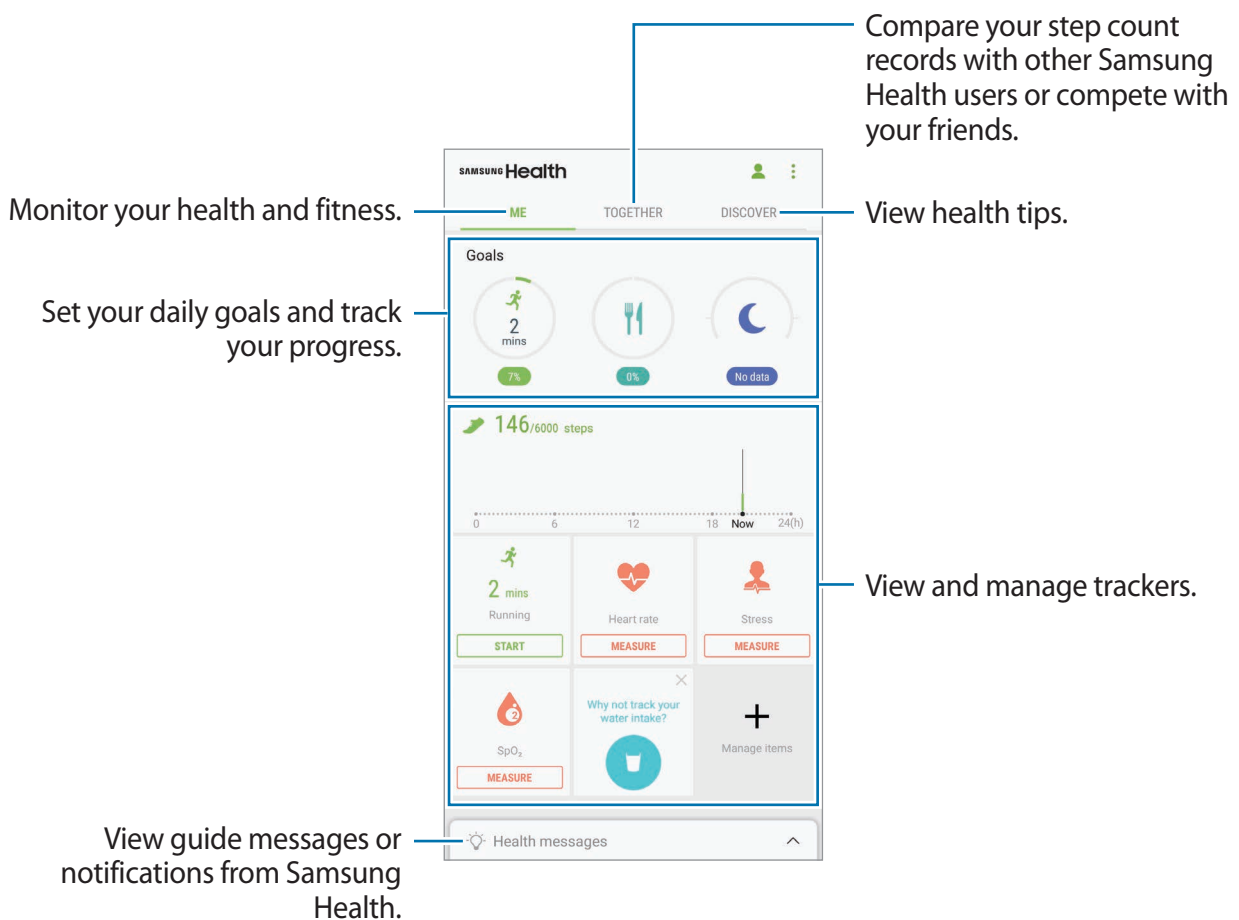 Compare your step count
records with other Samsung
Health users or compete with
your friends.
SAMSUNG Health
Monitor your health and fitness.
ME
TOGETHER
DISCOVER
View health tips.
Goals
Set your daily goals and track
your progress.
2
mins
7%
0%
No data
146/6000 steps
0 6 12 18 Now 24(h)
2 mins
Running
START
Heart rate
MEASURE
Stress
MEASURE
View and manage trackers.
2
SpO₂
MEASURE
Why not track your
water intake?
Manage items
View guide messages or
notifications from Samsung
Health.
Health messages